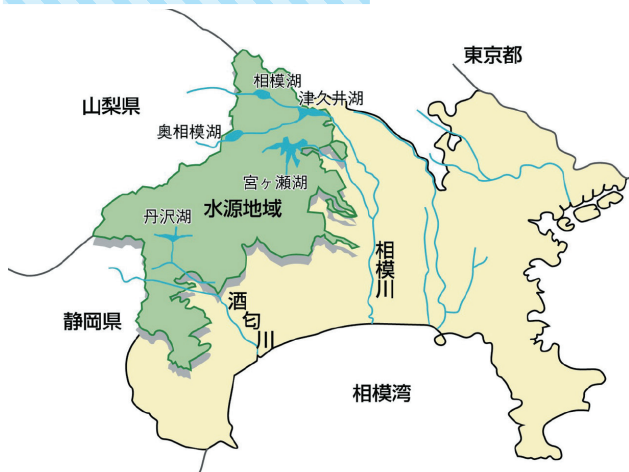 東京都
相模湖
津久井湖
山梨県
奥相模湖
宮ヶ瀬湖
水源地域
丹沢湖
相模川
酒匂川
静岡県
相模湾